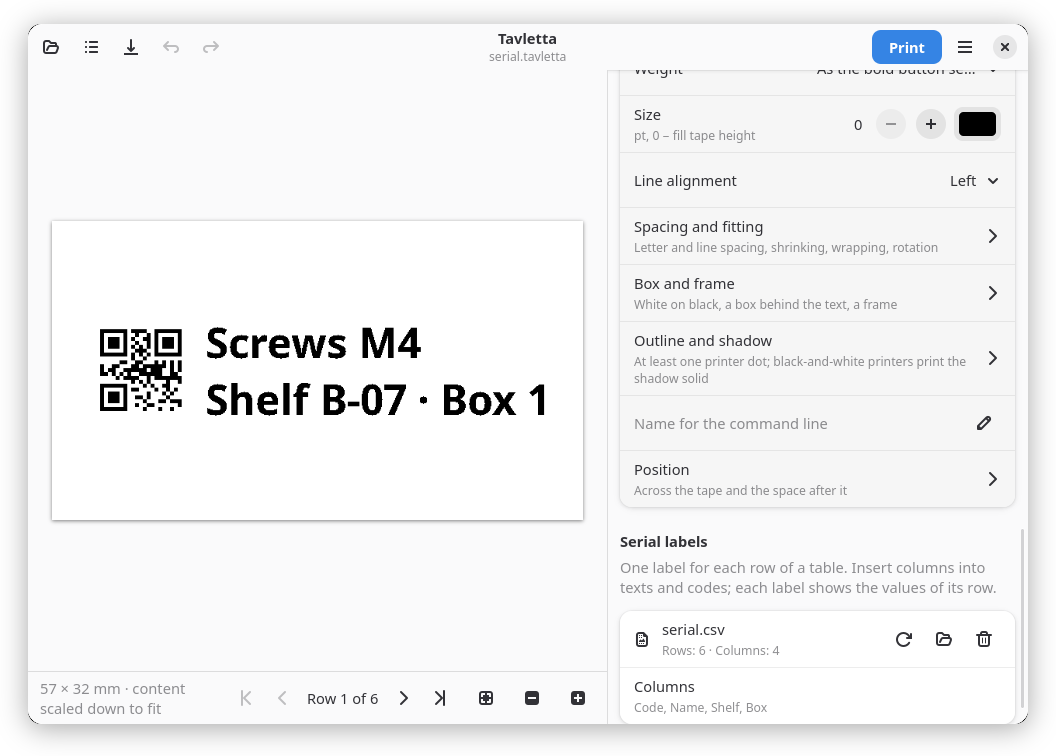 Tavletta
serial.tavletta
Print
Weight
As the bold button se...
Size
pt, 0 – fill tape height
0
Line alignment
Left
Spacing and fitting
Letter and line spacing, shrinking, wrapping, rotation
Box and frame
White on black, a box behind the text, a frame
Outline and shadow
At least one printer dot; black-and-white printers print the
shadow solid
Name for the command line
Position
Across the tape and the space after it
Serial labels
One label for each row of a table. Insert columns into
texts and codes; each label shows the values of its row.
serial.csv
Rows: 6 · Columns: 4
Columns
Code, Name, Shelf, Box
Screws M4
Shelf B-07 · Box 1
57 × 32 mm · content
scaled down to fit
Row 1 of 6